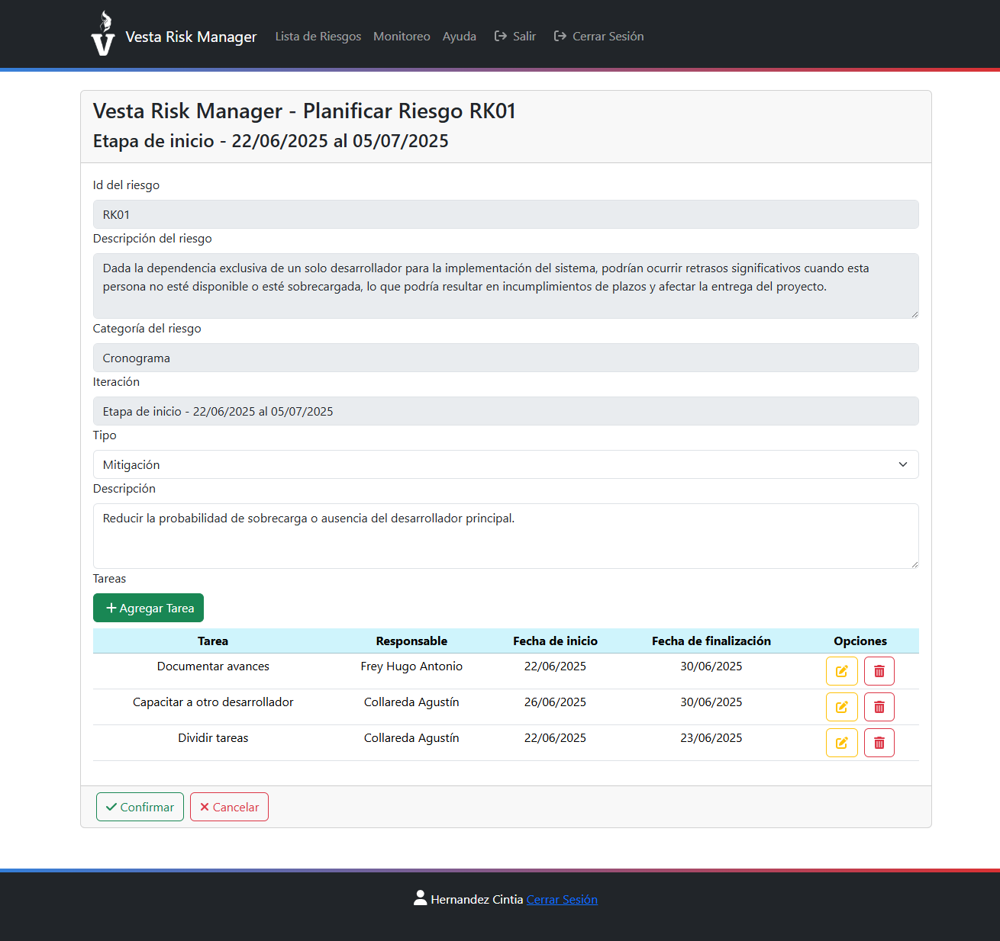 Vesta Risk Manager Lista de Riesgos Monitoreo Ayuda Salir Cerrar Sesión
Vesta Risk Manager - Planificar Riesgo RK01
Etapa de inicio - 22/06/2025 al 05/07/2025
Id del riesgo
RK01
Descripción del riesgo
Dada la dependencia exclusiva de un solo desarrollador para la implementación del sistema, podrían ocurrir retrasos significativos cuando esta
persona no esté disponible o esté sobrecargada, lo que podría resultar en incumplimientos de plazos y afectar la entrega del proyecto.
Categoría del riesgo
Cronograma
Iteración
Etapa de inicio - 22/06/2025 al 05/07/2025
Tipo
Mitigación
Descripción
Reducir la probabilidad de sobrecarga o ausencia del desarrollador principal.
Tareas
Agregar Tarea
Tarea Responsable Fecha de inicio Fecha de finalización Opciones
Documentar avances Frey Hugo Antonio 22/06/2025 30/06/2025
Capacitar a otro desarrollador Collareda Agustín 26/06/2025 30/06/2025
Dividir tareas Collareda Agustín 22/06/2025 23/06/2025
Confirmar Cancelar
Hernandez Cintia Cerrar Sesión